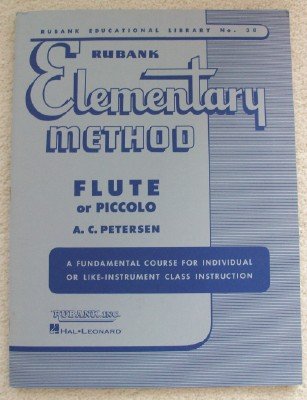 RUBANK EDUCATIONAL LIBRARY No. 38
RUBANK
Elementary
METHOD
FLUTE
or PICCOLO
A. C. PETERSEN
A FUNDAMENTAL COURSE FOR INDIVIDUAL
OR LIKE-INSTRUMENT CLASS INSTRUCTION
RUBANK, INC.
HAL•LEONARD